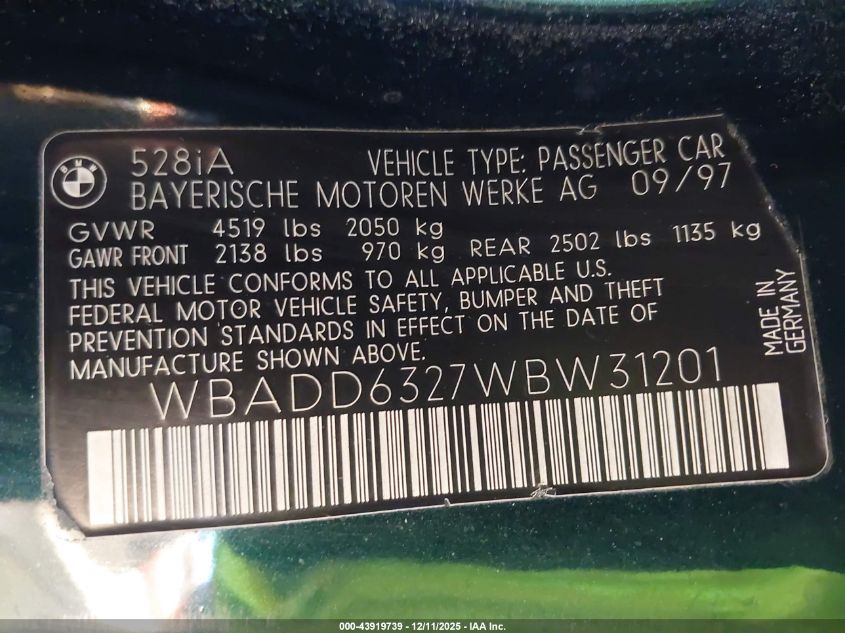 BMW
528iA VEHICLE TYPE: PASSENGER CAR
BAYERISCHE MOTOREN WERKE AG 09/97
GVWR 4519 lbs 2050 kg
GAWR FRONT 2138 lbs 970 kg REAR 2502 lbs 1135 kg
THIS VEHICLE CONFORMS TO ALL APPLICABLE U.S.
FEDERAL MOTOR VEHICLE SAFETY, BUMPER AND THEFT
PREVENTION STANDARDS IN EFFECT ON THE DATE OF
MANUFACTURE SHOWN ABOVE.
MADE IN
GERMANY
WBADD6327WBW31201
000-43919739 - 12/11/2025 - IAA Inc.